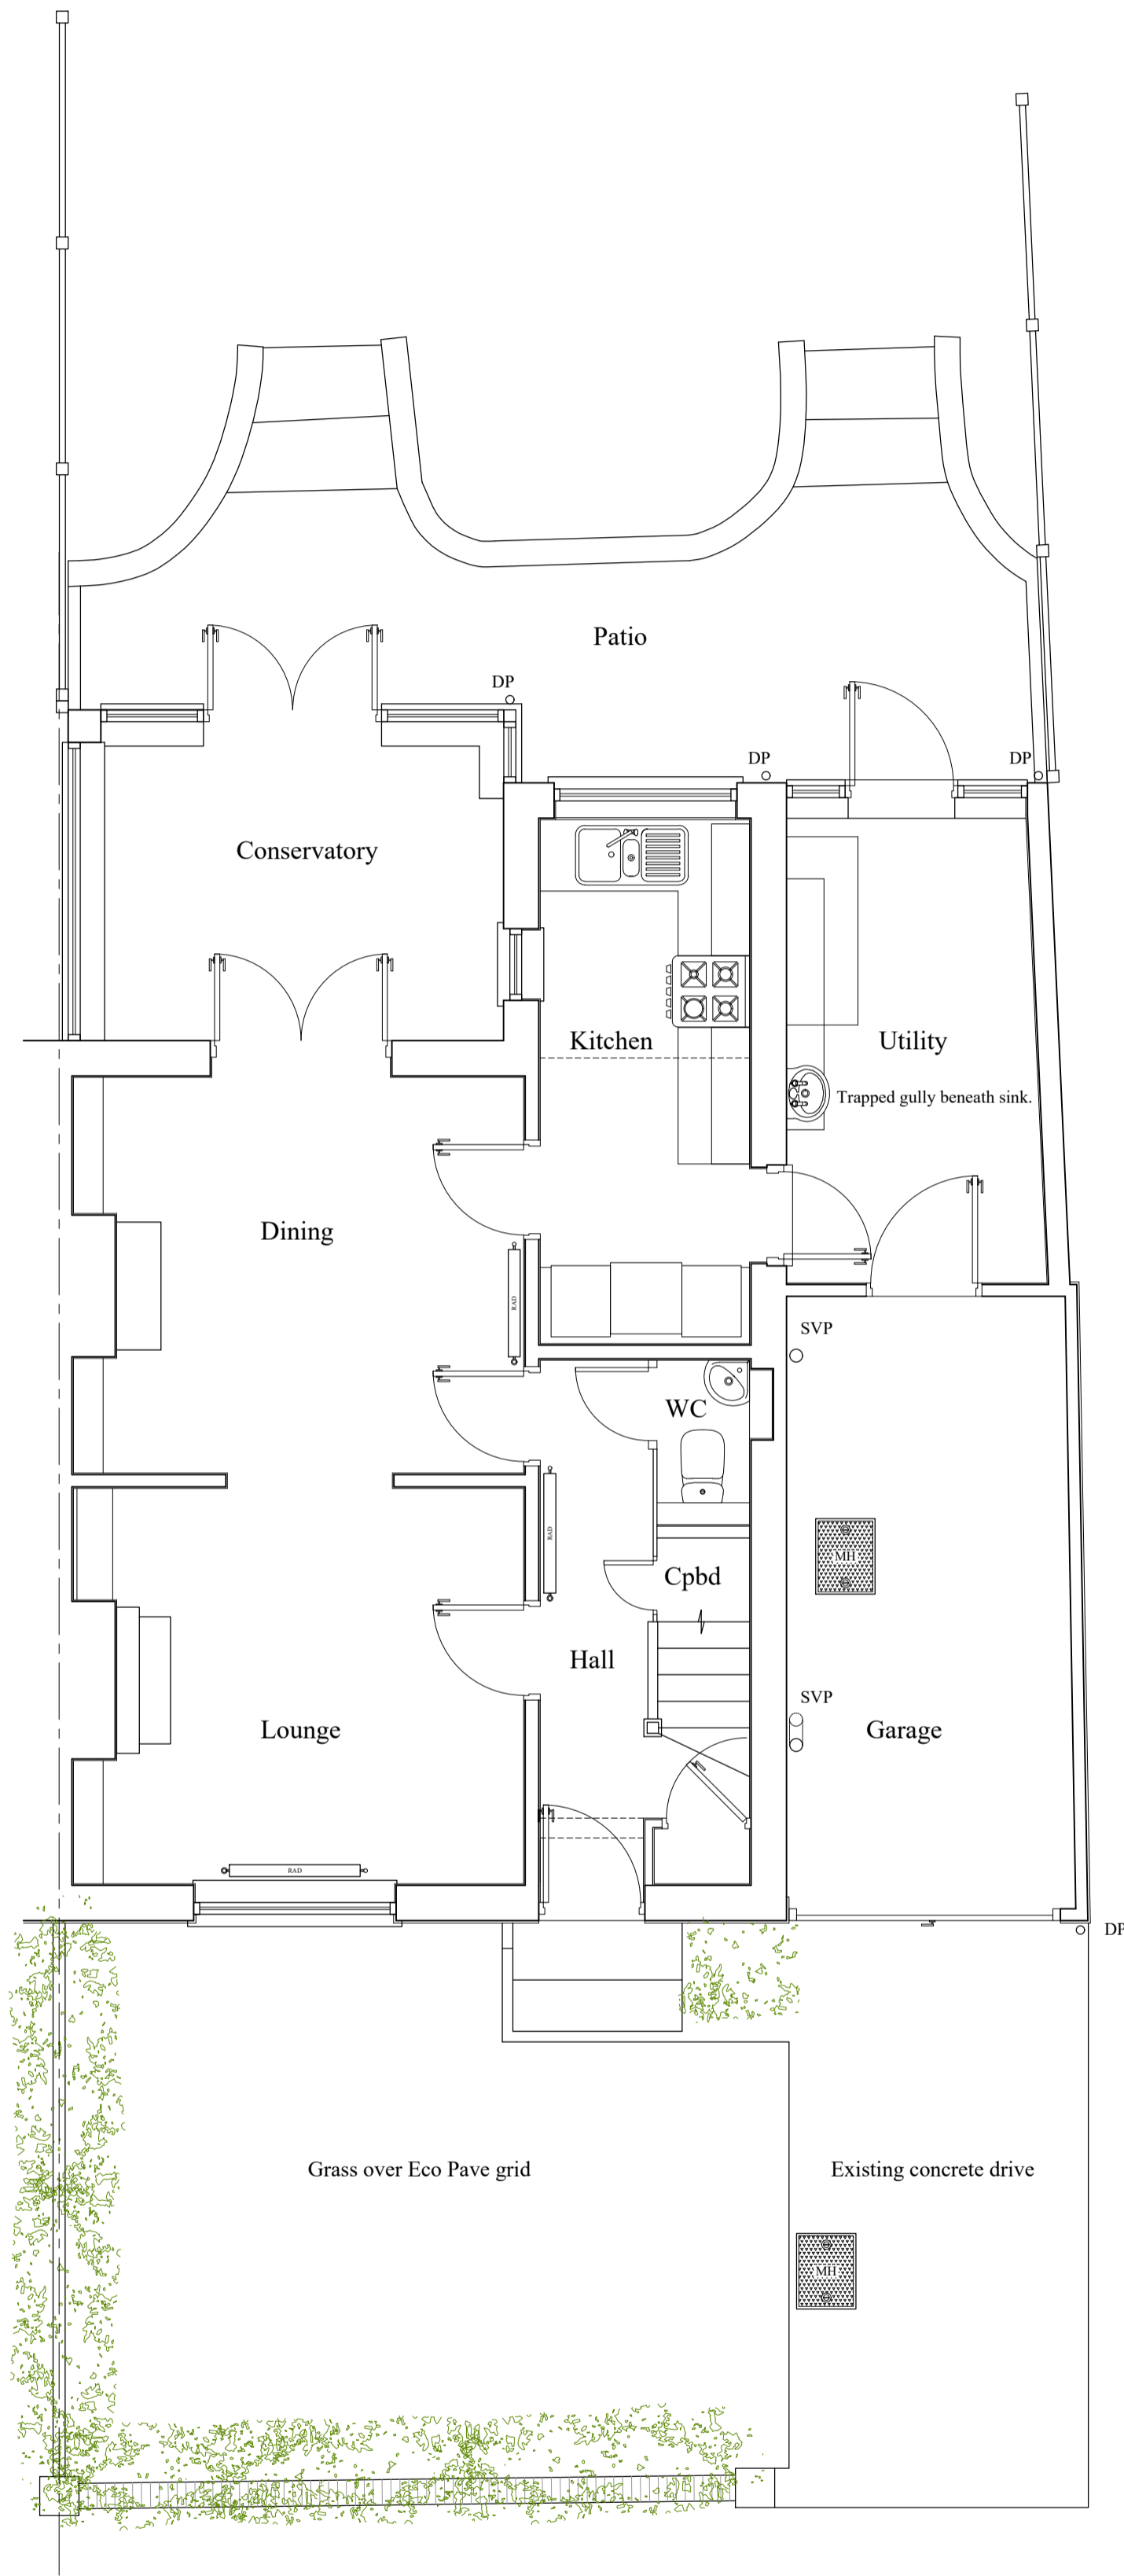 Patio
DP
DP
DP
Conservatory
Kitchen
Utility
Trapped gully beneath sink.
Dining
RAD
SVP
WC
RAD
MH
Cpbd
Hall
SVP
Lounge
Garage
RAD
DP
Grass over Eco Pave grid
Existing concrete drive
MH